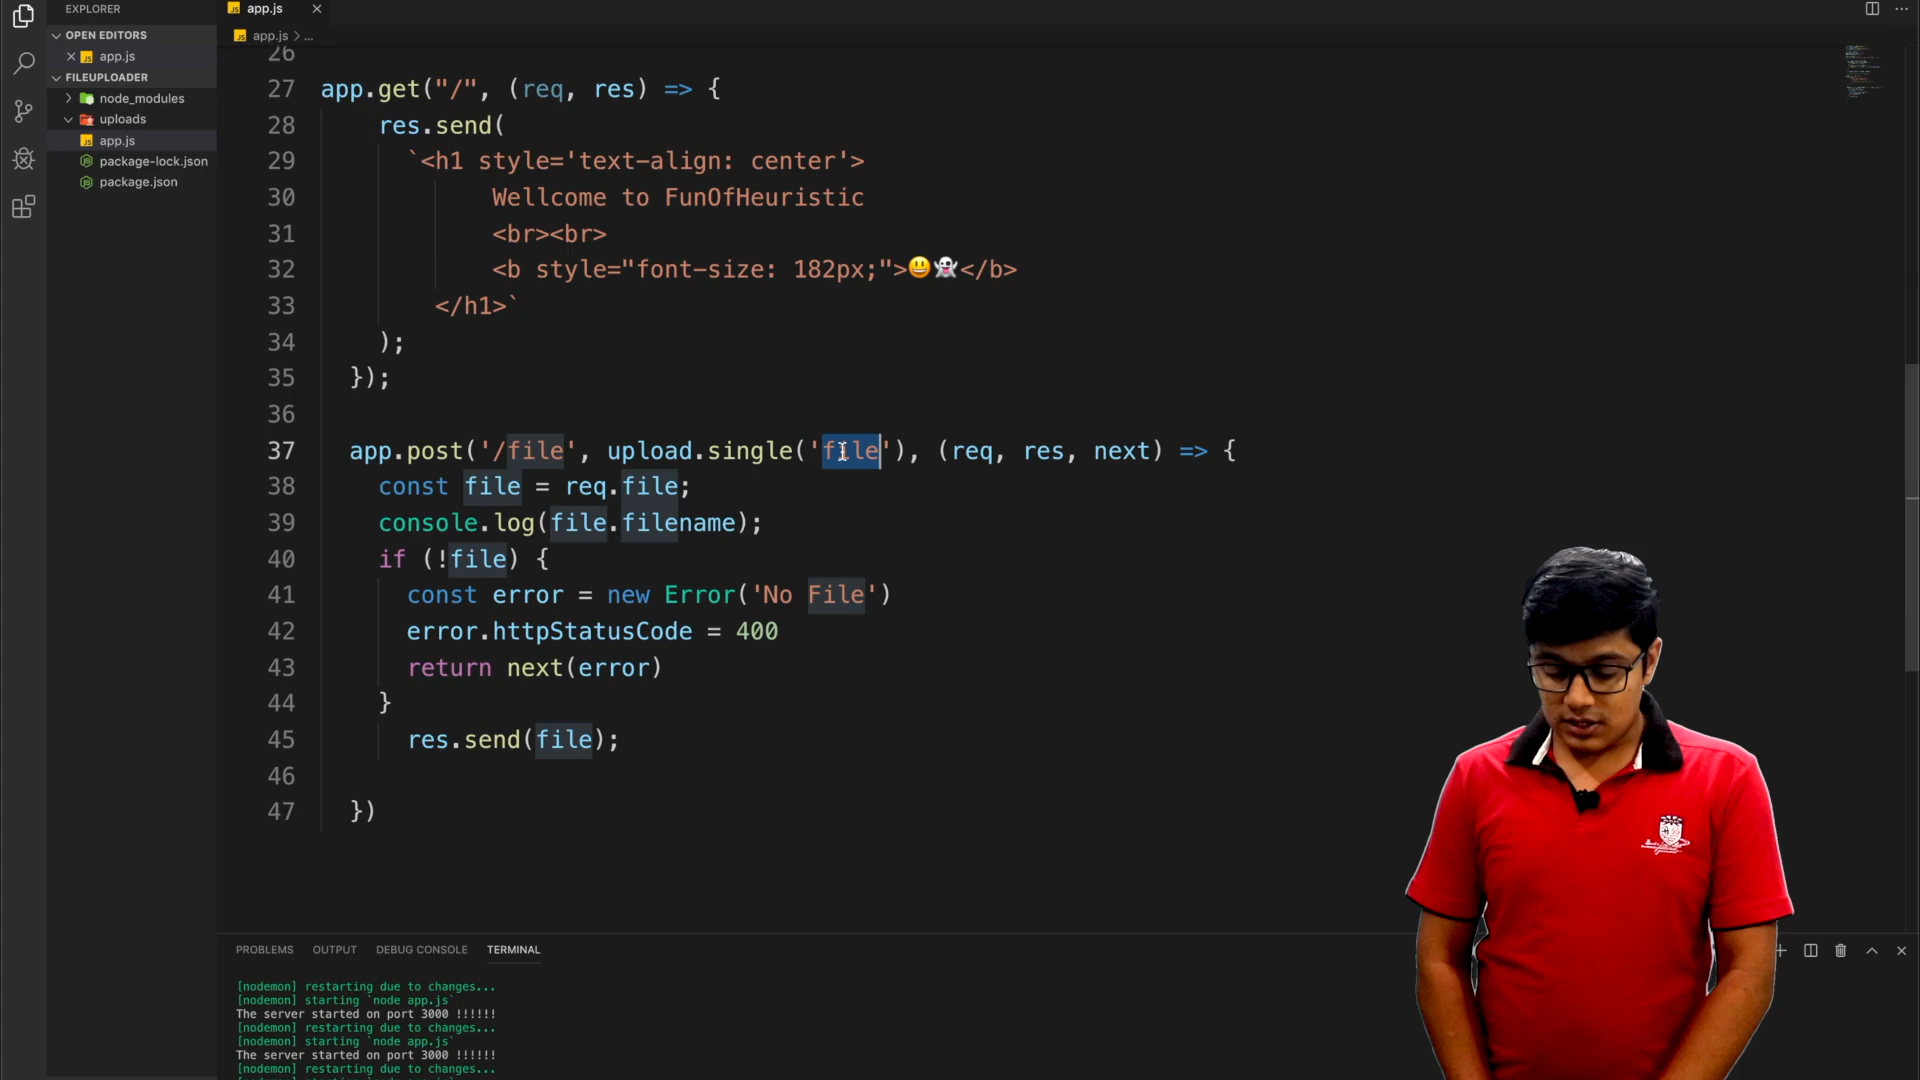 EXPLORER
OPEN EDITORS
app.js
FILEUPLOADER
node_modules
uploads
app.js
package-lock.json
package.json
app.js
app.js > ...
26
27 app.get("/", (req, res) => {
28 res.send(
29 `<h1 style='text-align: center'>
30 Wellcome to FunOfHeuristic
31 <br><br>
32 <b style="font-size: 182px;">😃👻</b>
33 </h1>`
34 );
35 });
36
37 app.post('/file', upload.single('file'), (req, res, next) => {
38 const file = req.file;
39 console.log(file.filename);
40 if (!file) {
41 const error = new Error('No File')
42 error.httpStatusCode = 400
43 return next(error)
44 }
45 res.send(file);
46
47 })
PROBLEMS OUTPUT DEBUG CONSOLE TERMINAL
[nodemon] restarting due to changes...
[nodemon] starting `node app.js`
The server started on port 3000 !!!!!!
[nodemon] restarting due to changes...
[nodemon] starting `node app.js`
The server started on port 3000 !!!!!!
[nodemon] restarting due to changes...